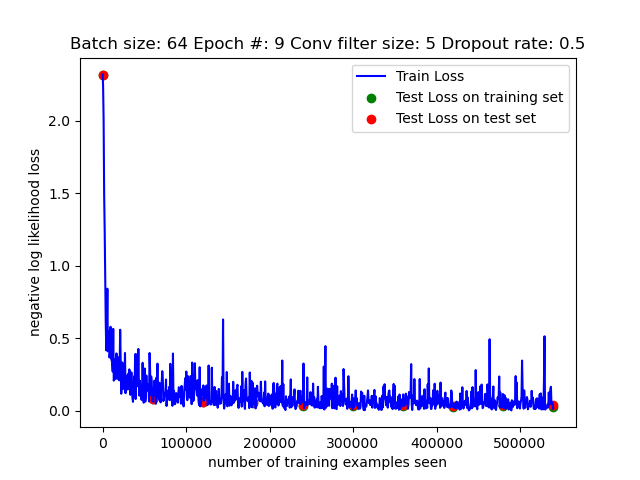 Batch size: 64 Epoch #: 9 Conv filter size: 5 Dropout rate: 0.5
Train Loss
Test Loss on training set
Test Loss on test set
2.0
1.5
1.0
0.5
0.0
negative log likelihood loss
0 100000 200000 300000 400000 500000
number of training examples seen